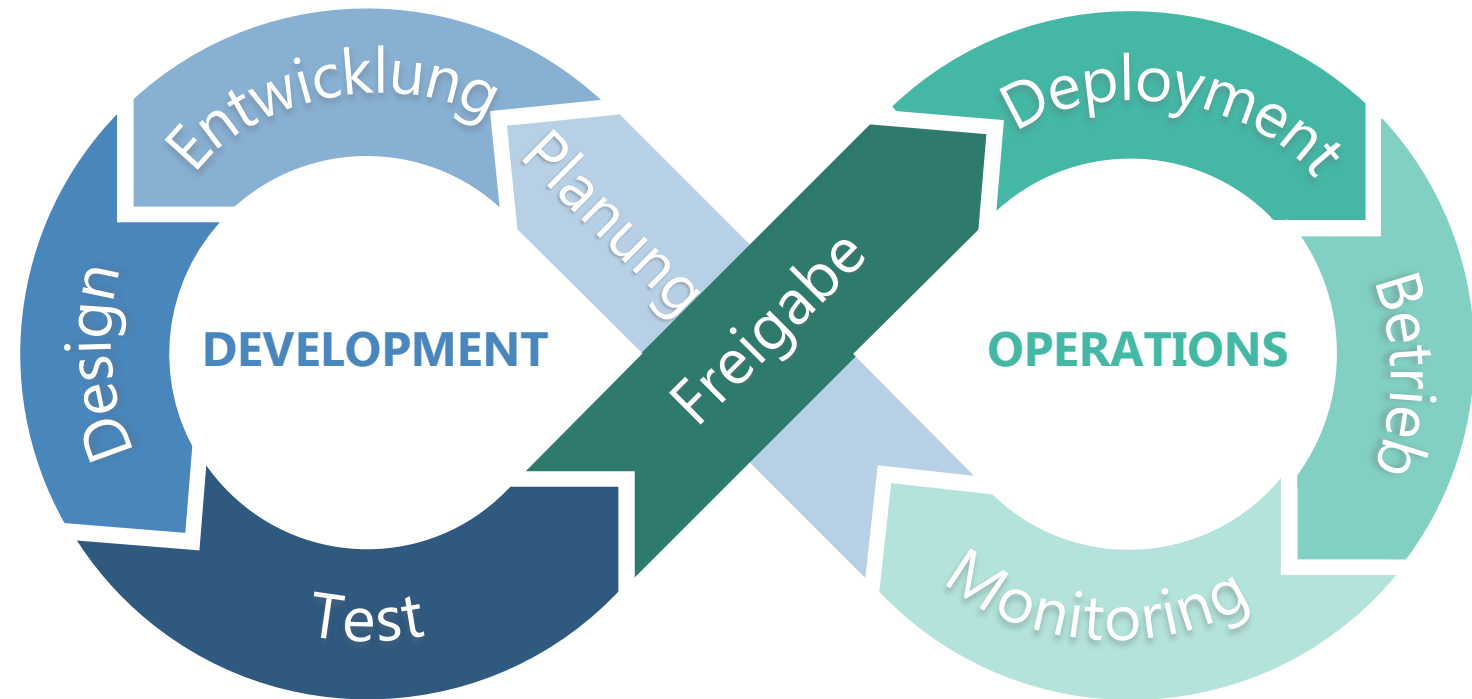 Entwicklung
Planung
Deployment
Design
DEVELOPMENT
Freigabe
OPERATIONS
Betrieb
Test
Monitoring